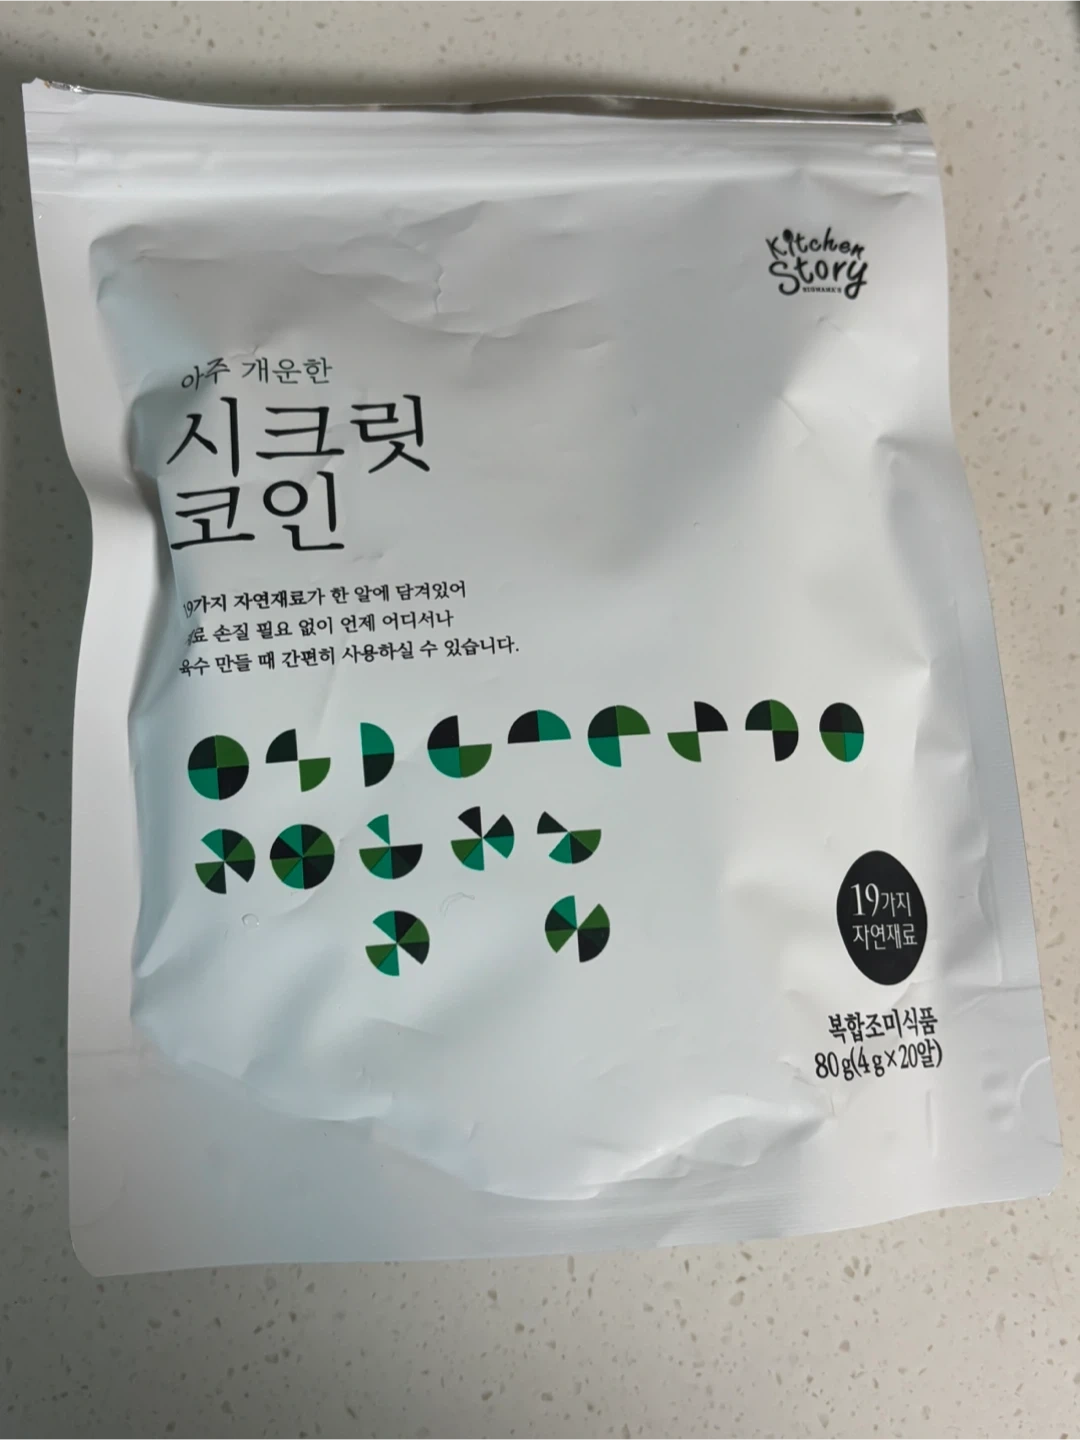 Kitchen
Story
아주 개운한
시크릿
코인
19가지 자연재료가 한 알에 담겨있어
재료 손질 필요 없이 언제 어디서나
육수 만들 때 간편히 사용하실 수 있습니다.
19가지
자연재료
복합조미식품
80g(4g×20알)